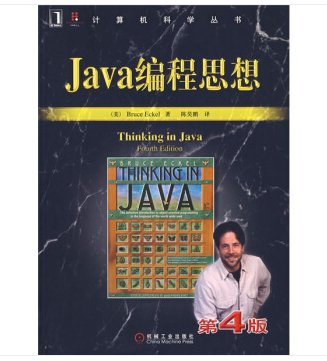 计算机科学丛书
Java编程思想
（美） Bruce Eckel 著 陈昊鹏 译
Thinking in Java
Fourth Edition
BRUCE ECKEL
THINKING
IN
JAVA
第4版
机械工业出版社
China Machine Press